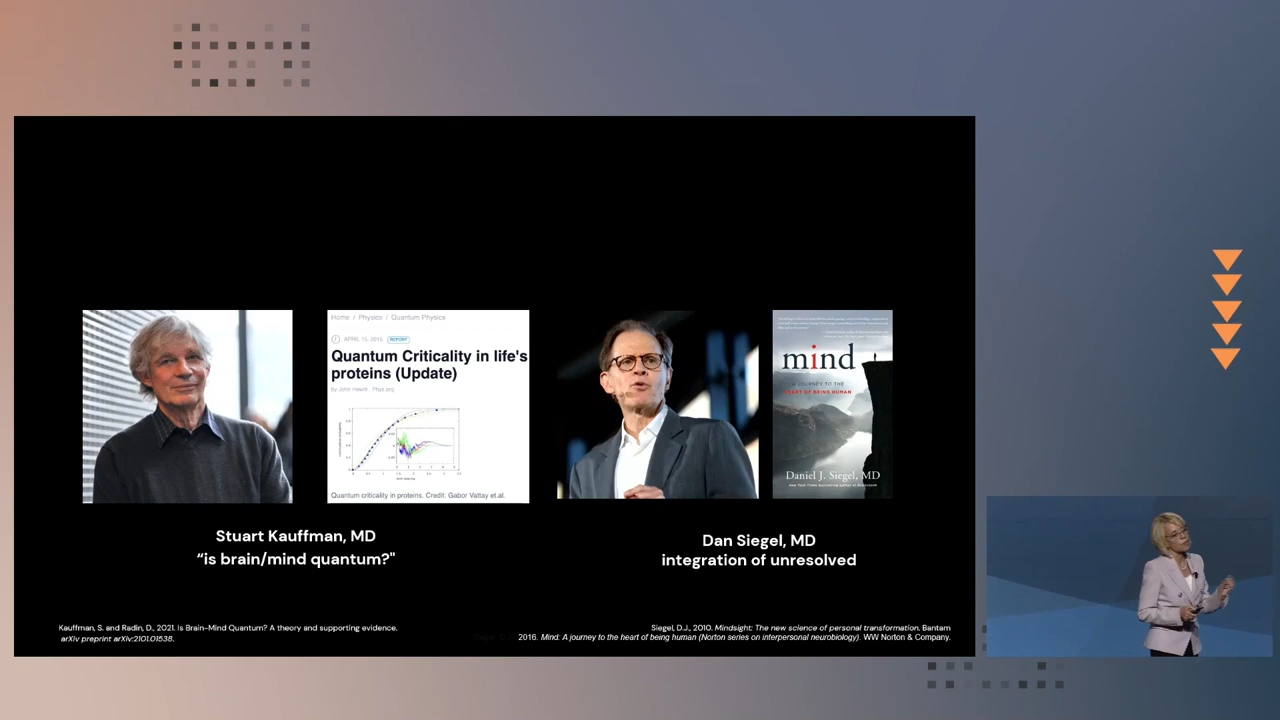 Home / Physics / Quantum Physics
APRIL 15, 2015 REPORT
Quantum Criticality in life's
proteins (Update)
by John Hewitt, Phys.org
Quantum criticality in proteins. Credit: Gabor Vattay et.al.
mind
A JOURNEY TO THE
HEART OF BEING HUMAN
Daniel J. Siegel, MD
Stuart Kauffman, MD
“is brain/mind quantum?"
Dan Siegel, MD
integration of unresolved
Kauffman, S. and Radin, D., 2021. Is Brain-Mind Quantum? A theory and supporting evidence.
arXiv preprint arXiv:2101.01538.
Siegel, D.J., 2010. Mindsight: The new science of personal transformation. Bantam
2016. Mind: A journey to the heart of being human (Norton series on interpersonal neurobiology). WW Norton & Company.